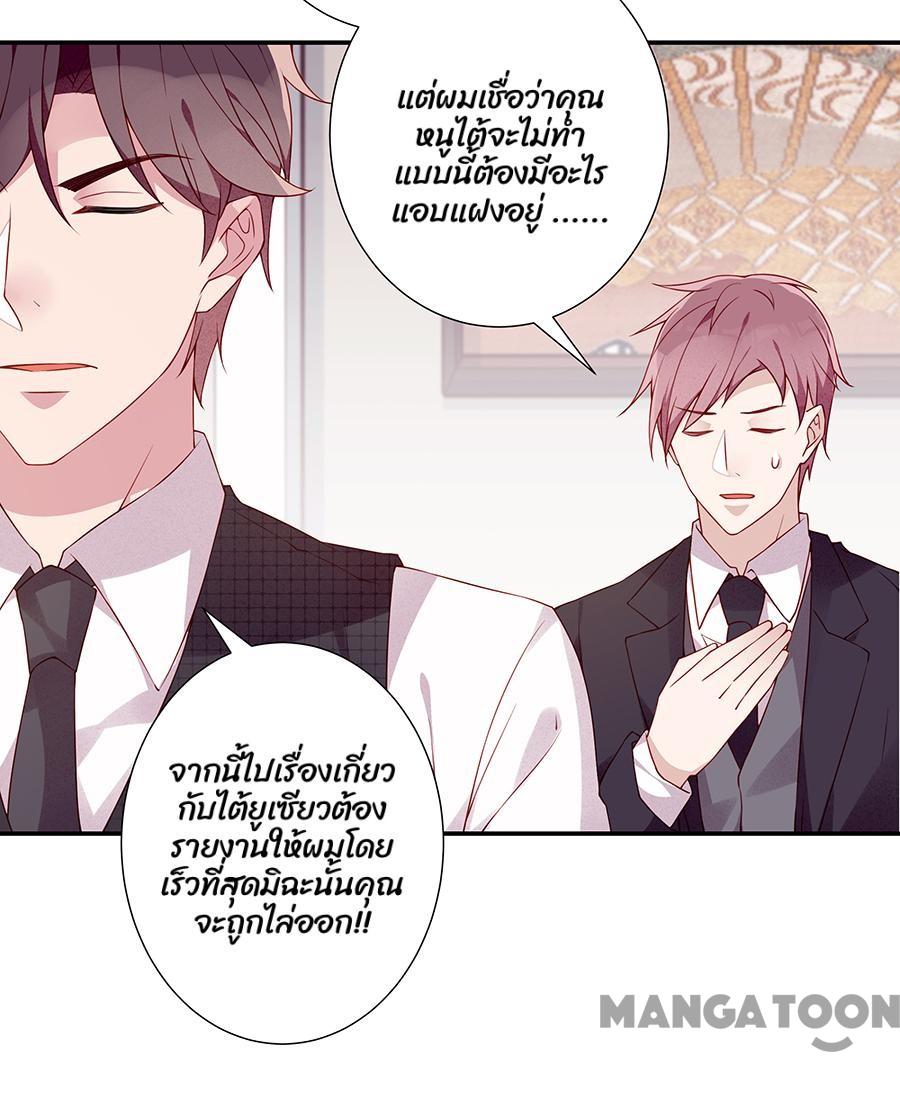 แต่ผมเชื่อว่าคุณ
หนูไต้จะไม่ทำ
แบบนี้ต้องมีอะไร
แอบแฝงอยู่ ......
จากนี้ไปเรื่องเกี่ยว
กับไต้ยูเซียวต้อง
รายงานให้ผมโดย
เร็วที่สุดมิฉะนั้นคุณ
จะถูกไล่ออก!!
MANGATOON